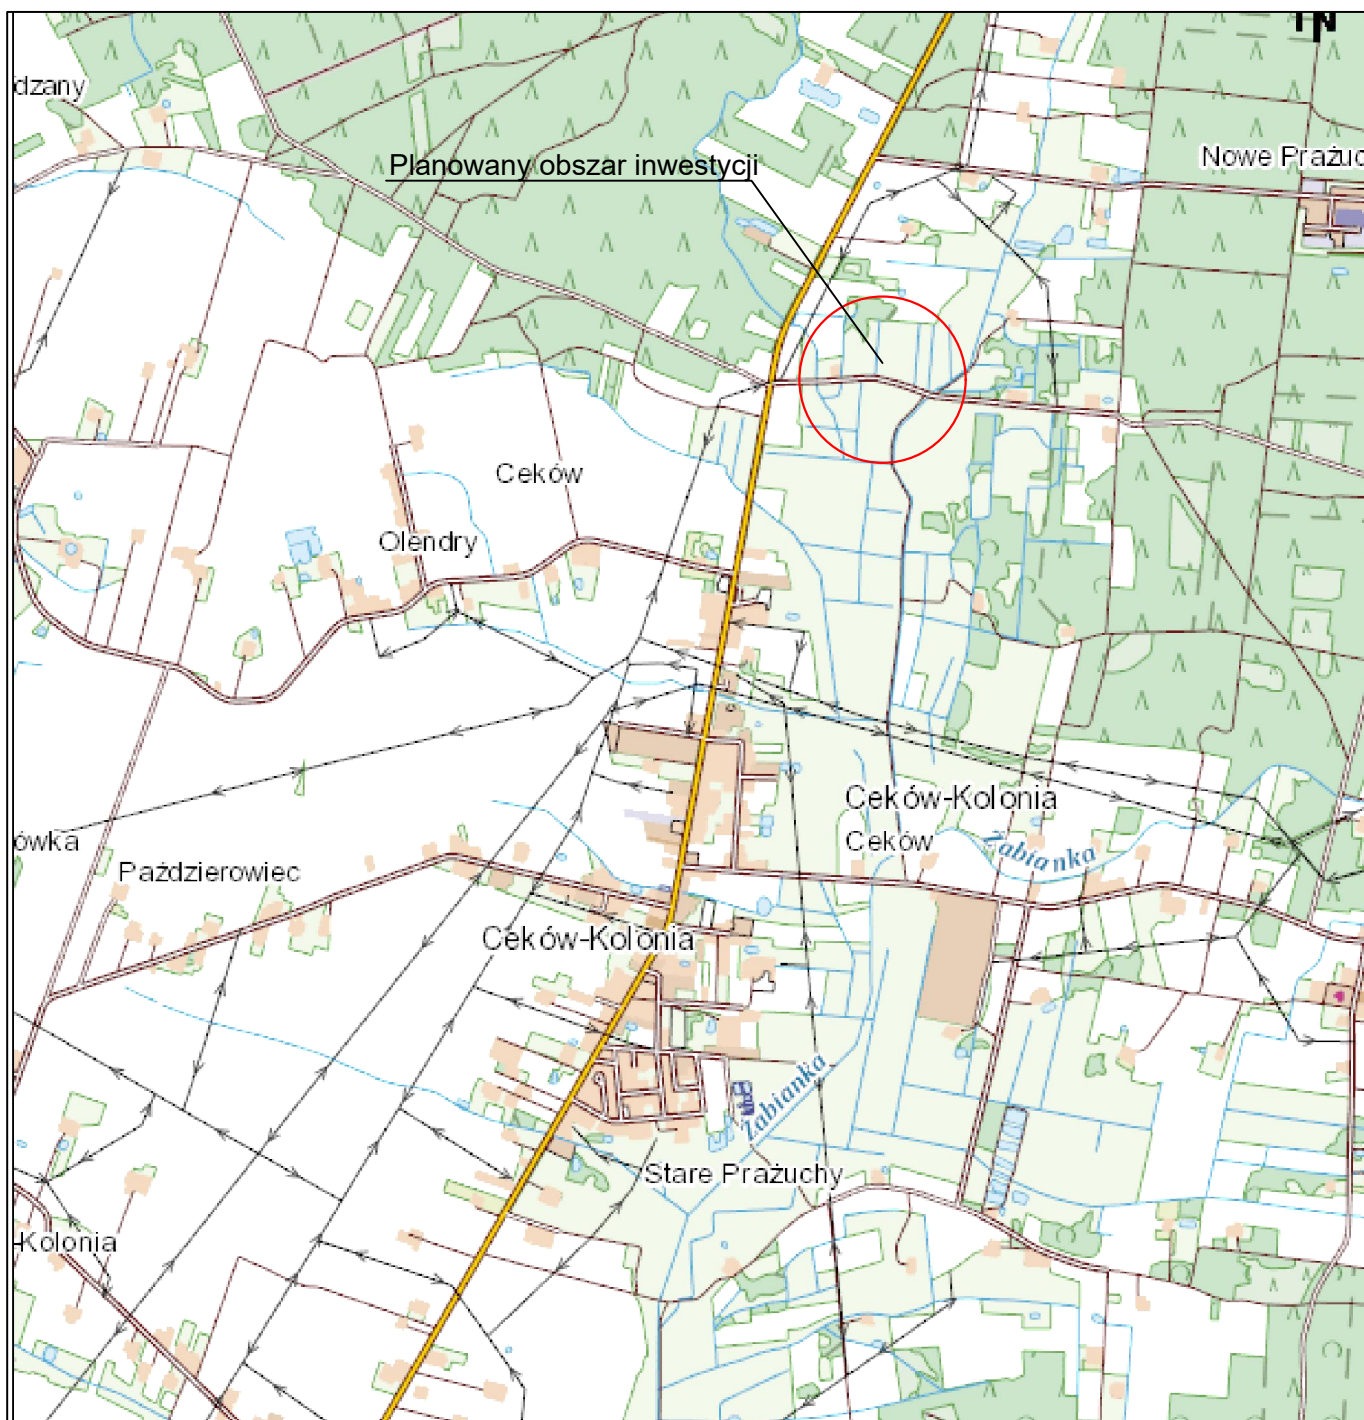 N
dzany
Planowany obszar inwestycji
Nowe Prażuc
Ceków
Olendry
Ceków-Kolonia
Ceków
Żabianka
ówka
Paździerowiec
Ceków-Kolonia
Żabianka
Stare Prażuchy
-Kolonia